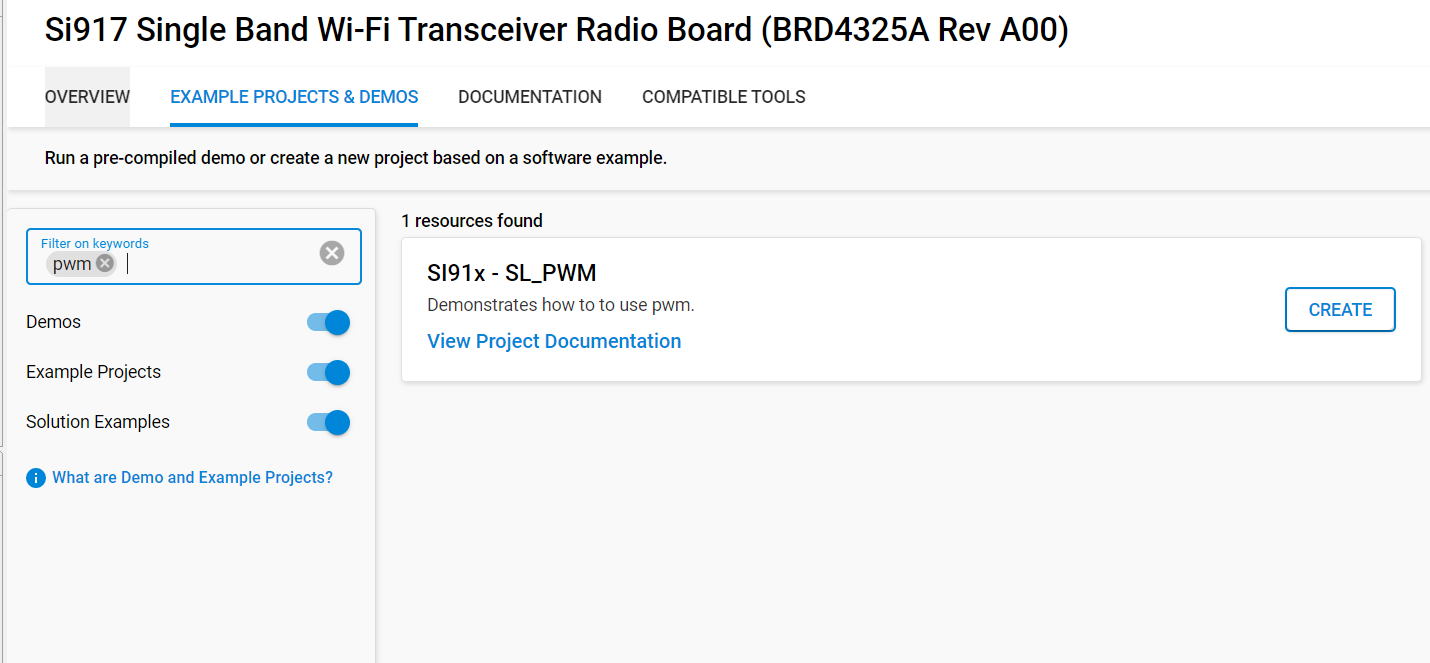 Si917 Single Band Wi-Fi Transceiver Radio Board (BRD4325A Rev A00)
OVERVIEW
EXAMPLE PROJECTS & DEMOS
DOCUMENTATION
COMPATIBLE TOOLS
Run a pre-compiled demo or create a new project based on a software example.
Filter on keywords
pwm
Demos
Example Projects
Solution Examples
What are Demo and Example Projects?
1 resources found
SI91x - SL_PWM
Demonstrates how to to use pwm.
View Project Documentation
CREATE